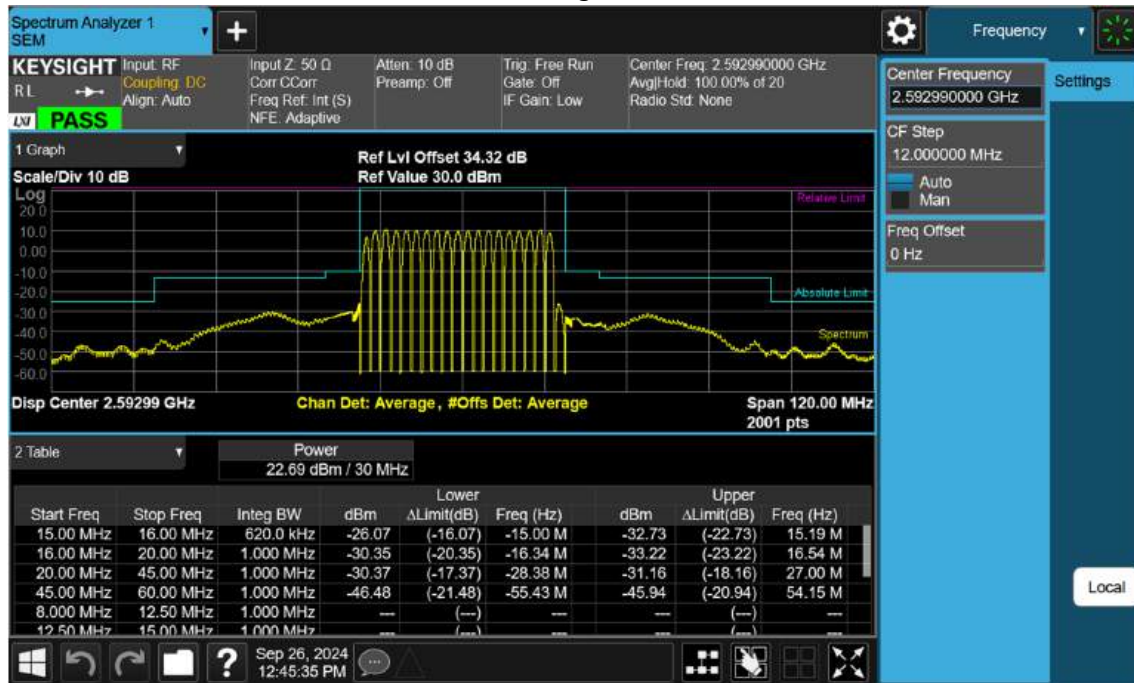 Spectrum Analyzer 1
SEM
+
Frequency
KEYSIGHT
RL
LXI
PASS
Input: RF
Coupling: DC
Align: Auto
Input Z: 50 Ω
Corr CCorr
Freq Ref: Int (S)
NFE: Adaptive
Atten: 10 dB
Preamp: Off
Trig: Free Run
Gate: Off
IF Gain: Low
Center Freq: 2.592990000 GHz
Avg|Hold: 100.00% of 20
Radio Std: None
Center Frequency
2.592990000 GHz
Settings
CF Step
12.000000 MHz
Auto
Man
Freq Offset
0 Hz
1 Graph
Scale/Div 10 dB
Ref Lvl Offset 34.32 dB
Ref Value 30.0 dBm
Log
20.0
10.0
0.00
-10.0
-20.0
-30.0
-40.0
-50.0
-60.0
Relative Limit
Absolute Limit
Spectrum
Disp Center 2.59299 GHz
Chan Det: Average, #Offs Det: Average
Span 120.00 MHz
2001 pts
2 Table
Power
22.69 dBm / 30 MHz
Lower Upper
Start Freq Stop Freq Integ BW dBm ΔLimit(dB) Freq (Hz) dBm ΔLimit(dB) Freq (Hz)
15.00 MHz 16.00 MHz 620.0 kHz -26.07 (-16.07) -15.00 M -32.73 (-22.73) 15.19 M
16.00 MHz 20.00 MHz 1.000 MHz -30.35 (-20.35) -16.34 M -33.22 (-23.22) 16.54 M
20.00 MHz 45.00 MHz 1.000 MHz -30.37 (-17.37) -28.38 M -31.16 (-18.16) 27.00 M
45.00 MHz 60.00 MHz 1.000 MHz -46.48 (-21.48) -55.43 M -45.94 (-20.94) 54.15 M
8.000 MHz 12.50 MHz 1.000 MHz --- (---) --- --- (---) ---
12.50 MHz 15.00 MHz 1.000 MHz --- (---) --- --- (---) ---
Local
?
Sep 26, 2024
12:45:35 PM